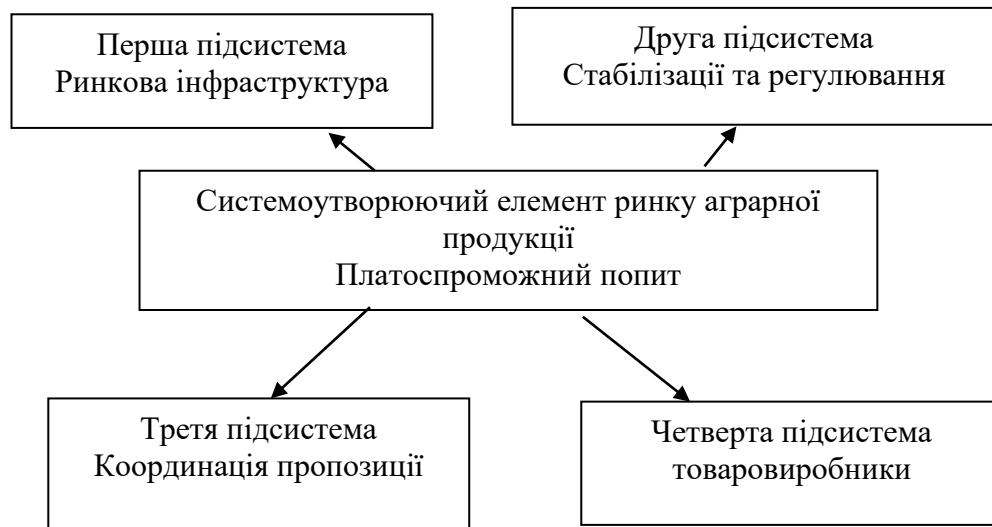 Перша підсистема
Ринкова інфраструктура
Друга підсистема
Стабілізації та регулювання
Системоутворюючий елемент ринку аграрної
продукції
Платоспроможний попит
Третя підсистема
Координація пропозиції
Четверта підсистема
товаровиробники